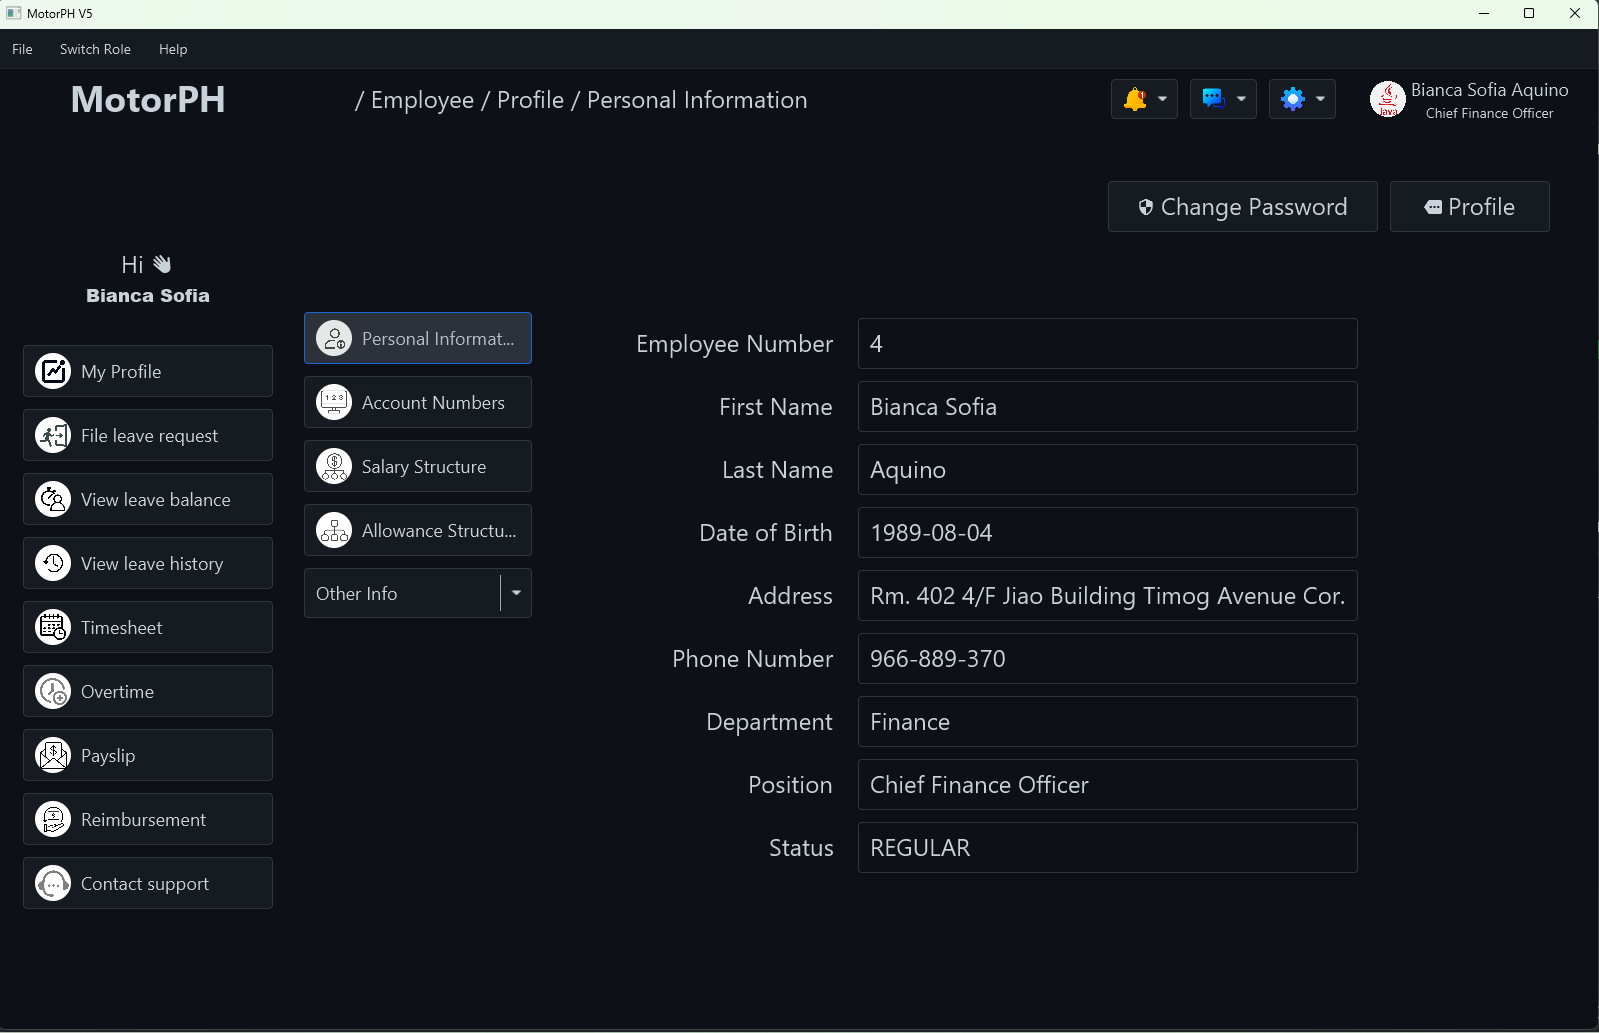 MotorPH V5
File Switch Role Help
MotorPH
/ Employee / Profile / Personal Information
Bianca Sofia Aquino
Chief Finance Officer
Java
Change Password
Profile
Hi
Bianca Sofia
My Profile
File leave request
View leave balance
View leave history
Timesheet
Overtime
Payslip
Reimbursement
Contact support
Personal Informat...
1 2 3
Account Numbers
Salary Structure
Allowance Structu...
Other Info
Employee Number 4
First Name Bianca Sofia
Last Name Aquino
Date of Birth 1989-08-04
Address Rm. 402 4/F Jiao Building Timog Avenue Cor.
Phone Number 966-889-370
Department Finance
Position Chief Finance Officer
Status REGULAR